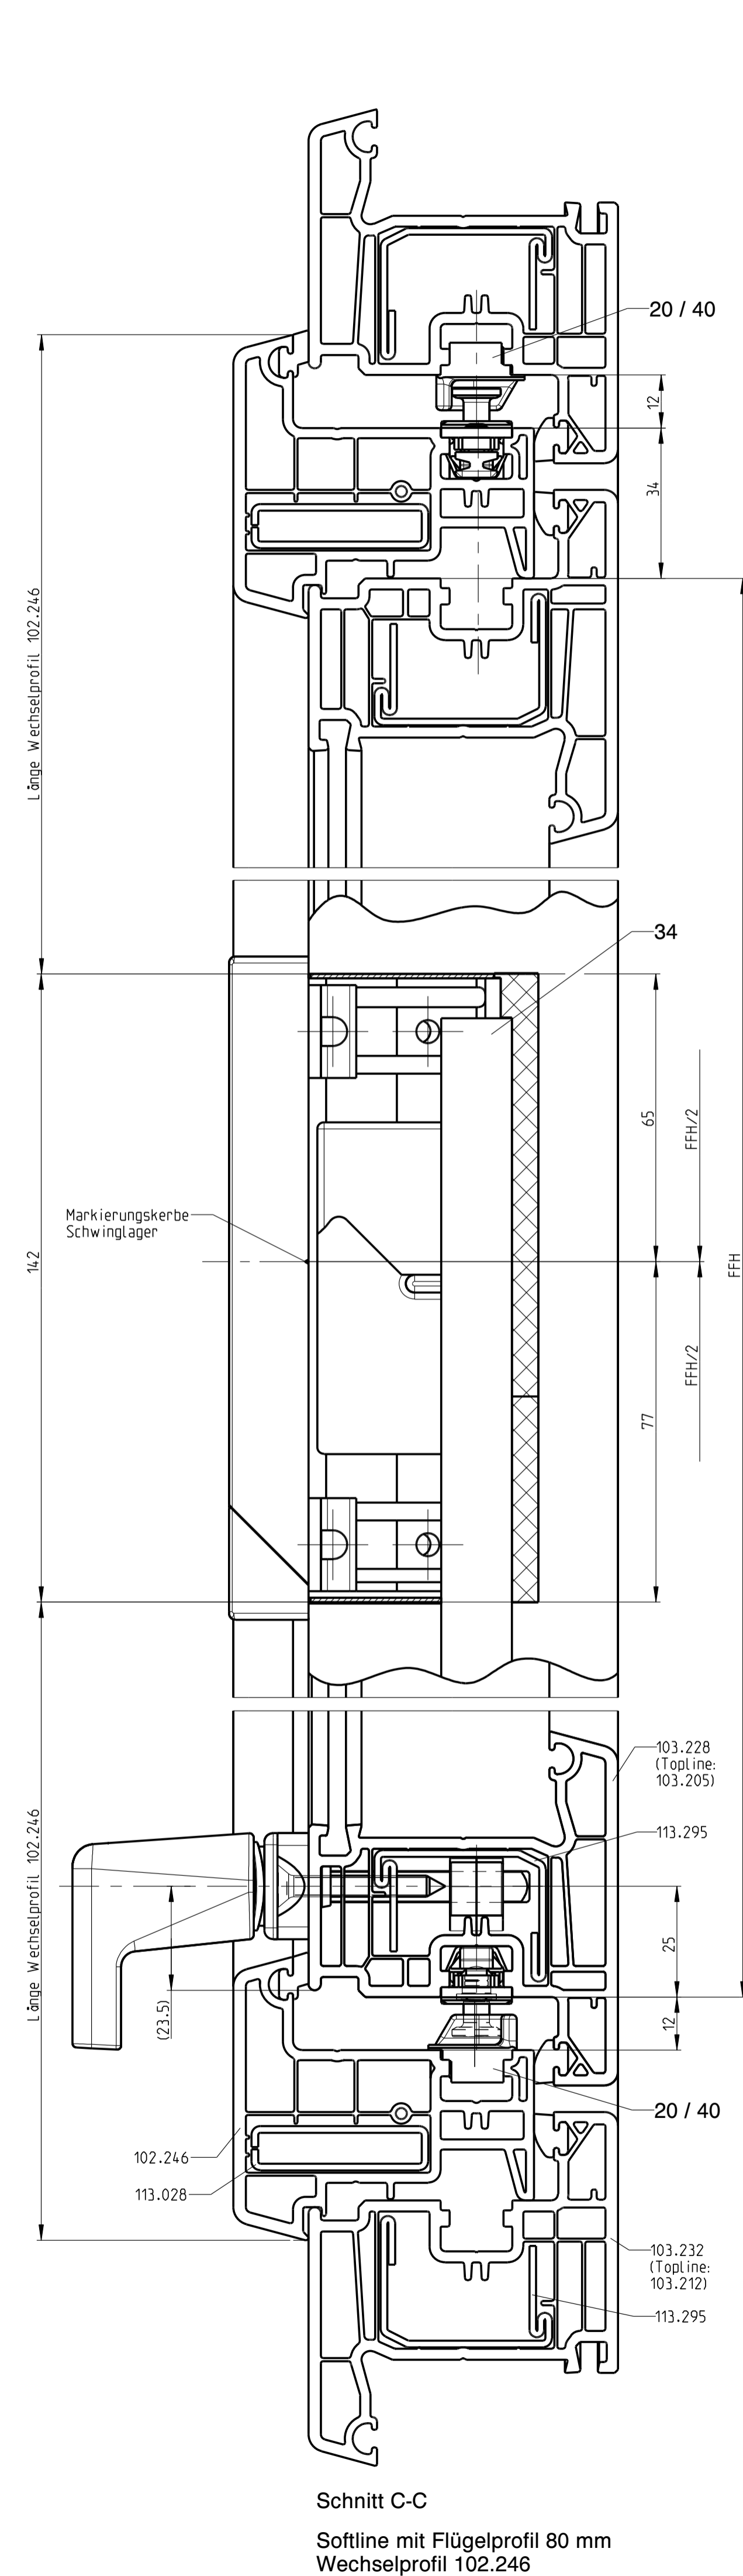 20 / 40
12
34
Länge Wechselprofil 102.246
34
65
FFH/2
Markierungskerbe
Schwinglager
142
FFH
FFH/2
77
103.228
(Topline:
103.205)
113.295
Länge Wechselprofil 102.246
25
(23.5)
12
20 / 40
102.246
113.028
103.232
(Topline:
103.212)
113.295
Schnitt C-C
Softline mit Flügelprofil 80 mm
Wechselprofil 102.246